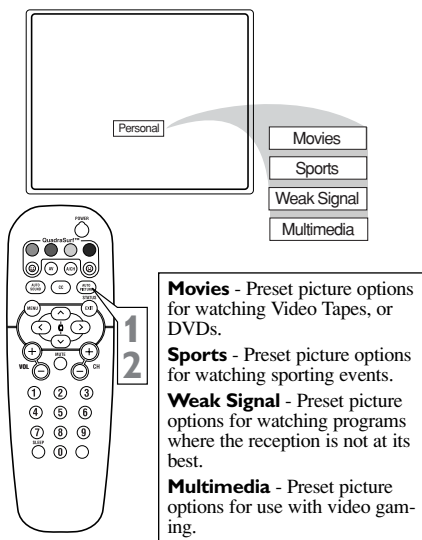 Personal
Movies
Sports
Weak Signal
Multimedia
POWER
QuadraSurf™
AV
A/CH
AUTO
SOUND
CC
AUTO
PICTURE
STATUS
MENU
EXIT
1
2
MUTE
VOL
CH
1 2 3
4 5 6
7 8 9
SLEEP
0
Movies - Preset picture options
for watching Video Tapes, or
DVDs.
Sports - Preset picture options
for watching sporting events.
Weak Signal - Preset picture
options for watching programs
where the reception is not at its
best.
Multimedia - Preset picture
options for use with video gam-
ing.